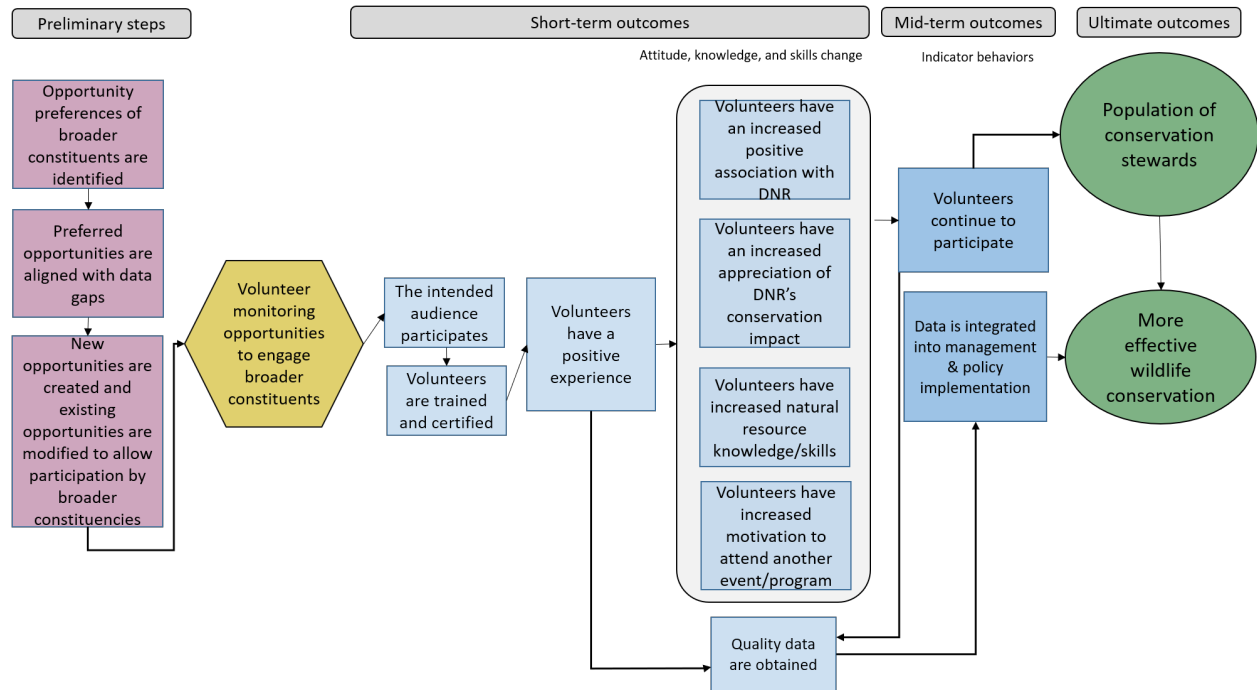 Preliminary steps
Short-term outcomes
Mid-term outcomes
Ultimate outcomes
Attitude, knowledge, and skills change
Indicator behaviors
Opportunity
preferences of
broader
constituents are
identified
Preferred
opportunities are
aligned with data
gaps
New
opportunities are
created and
existing
opportunities are
modified to allow
participation by
broader
constituencies
Volunteer
monitoring
opportunities
to engage
broader
constituents
The intended
audience
participates
Volunteers
are trained
and certified
Volunteers
have a
positive
experience
Volunteers have
an increased
positive
association with
DNR
Volunteers have
an increased
appreciation of
DNR’s
conservation
impact
Volunteers have
increased natural
resource
knowledge/skills
Volunteers have
increased
motivation to
attend another
event/program
Quality data
are obtained
Volunteers
continue to
participate
Data is integrated
into management
& policy
implementation
Population of
conservation
stewards
More
effective
wildlife
conservation